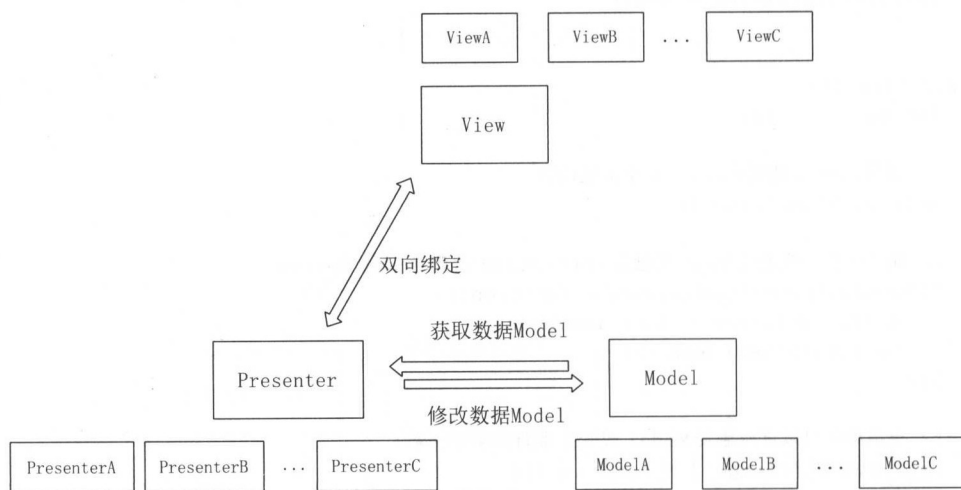 ViewA ViewB ... ViewC
View
双向绑定
获取数据Model
Presenter Model
修改数据Model
PresenterA PresenterB ... PresenterC ModelA ModelB ... ModelC